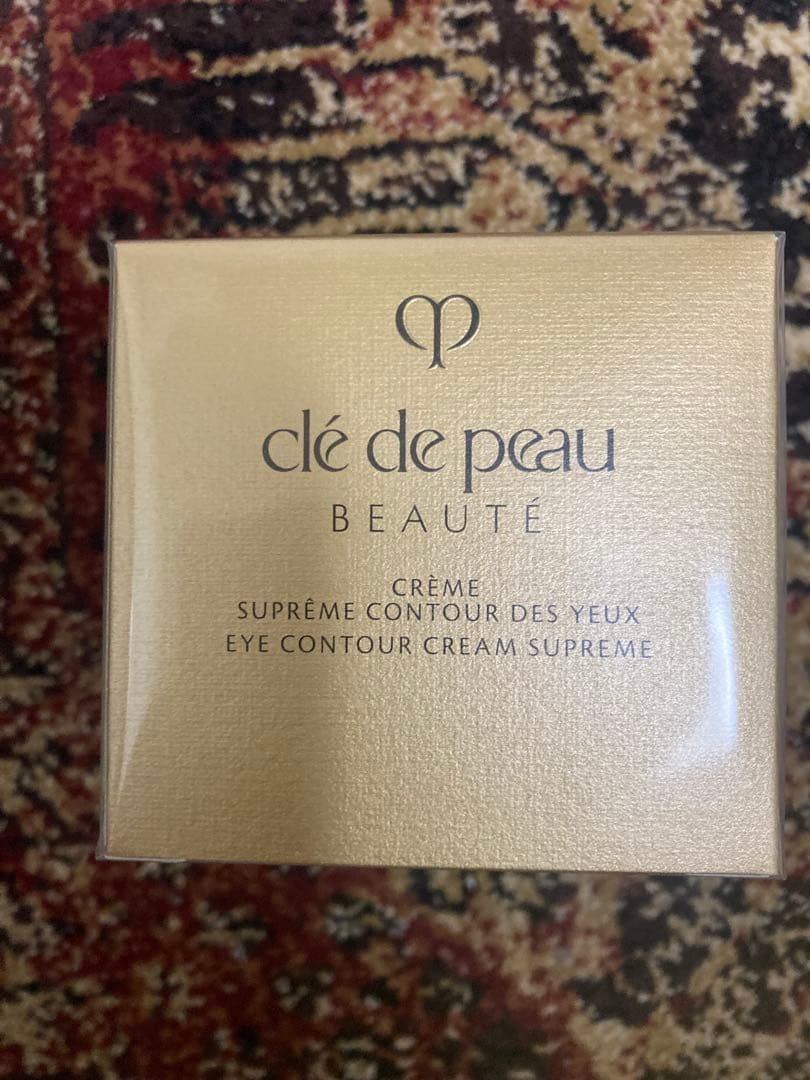 clé de peau
BEAUTÉ
CRÈME
SUPRÊME CONTOUR DES YEUX
EYE CONTOUR CREAM SUPREME